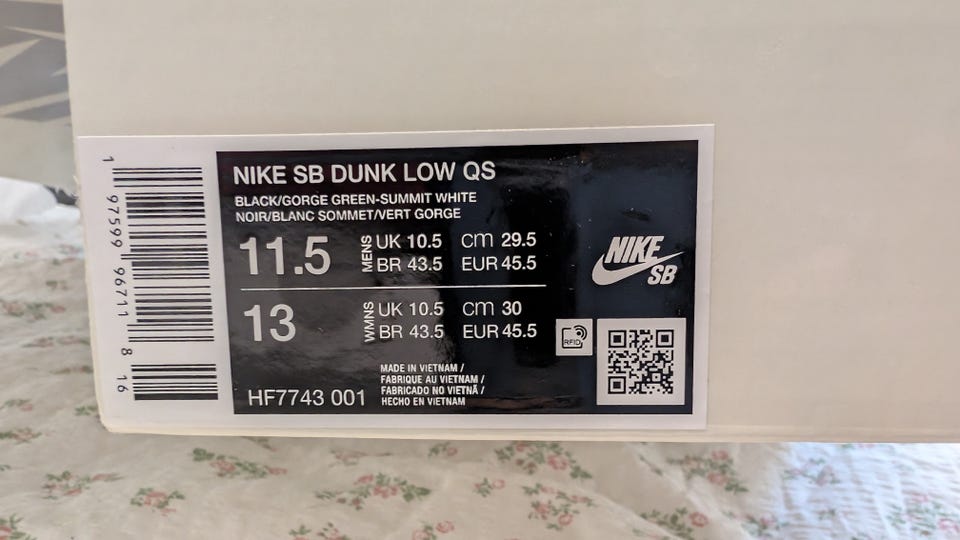 NIKE SB DUNK LOW QS
BLACK/GORGE GREEN-SUMMIT WHITE
NOIR/BLANC SOMMET/VERT GORGE
11.5 MENS UK 10.5 cm 29.5
BR 43.5 EUR 45.5
13 WMNS UK 10.5 cm 30
BR 43.5 EUR 45.5
HF7743 001
MADE IN VIETNAM /
FABRIQUE AU VIETNAM /
FABRICADO NO VIETNÃ /
HECHO EN VIETNAM
NIKE
SB
RFID
1 97599 96711 8 16